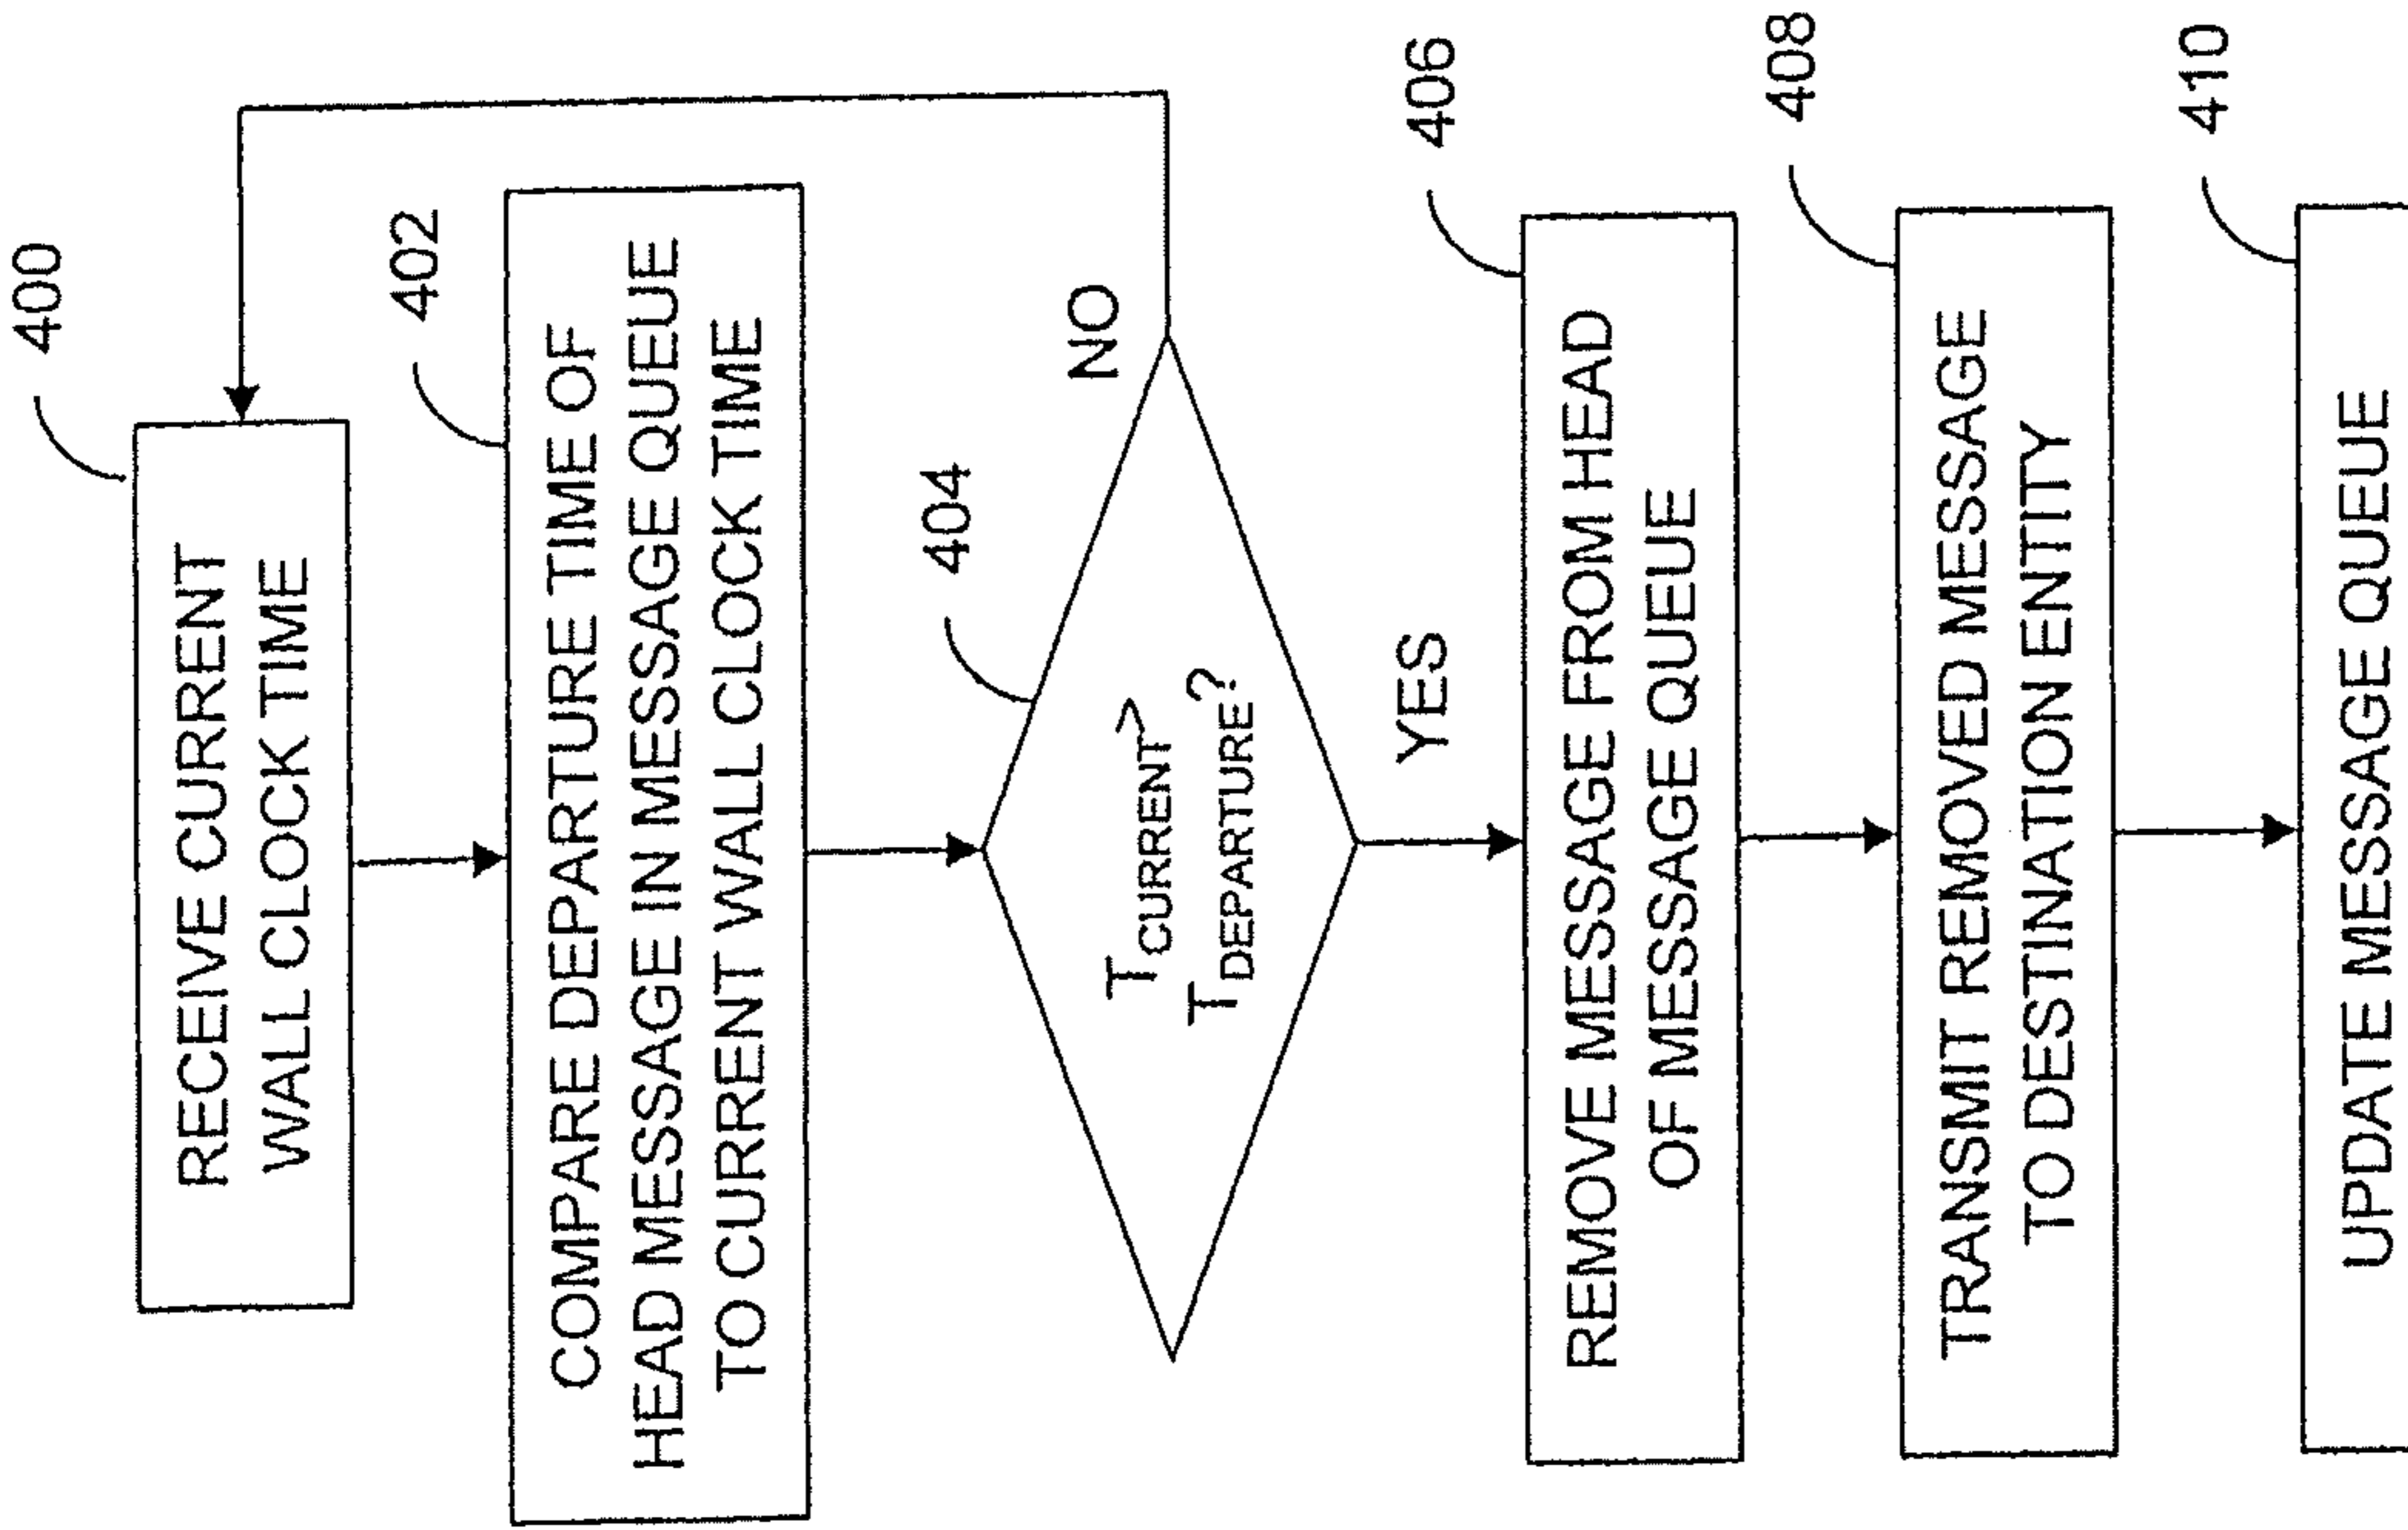 400
RECEIVE CURRENT
WALL CLOCK TIME
402
COMPARE DEPARTURE TIME OF
HEAD MESSAGE IN MESSAGE QUEUE
TO CURRENT WALL CLOCK TIME
404
T CURRENT>
T DEPARTURE?
NO
YES
406
REMOVE MESSAGE FROM HEAD
OF MESSAGE QUEUE
408
TRANSMIT REMOVED MESSAGE
TO DESTINATION ENTITY
410
UPDATE MESSAGE QUEUE